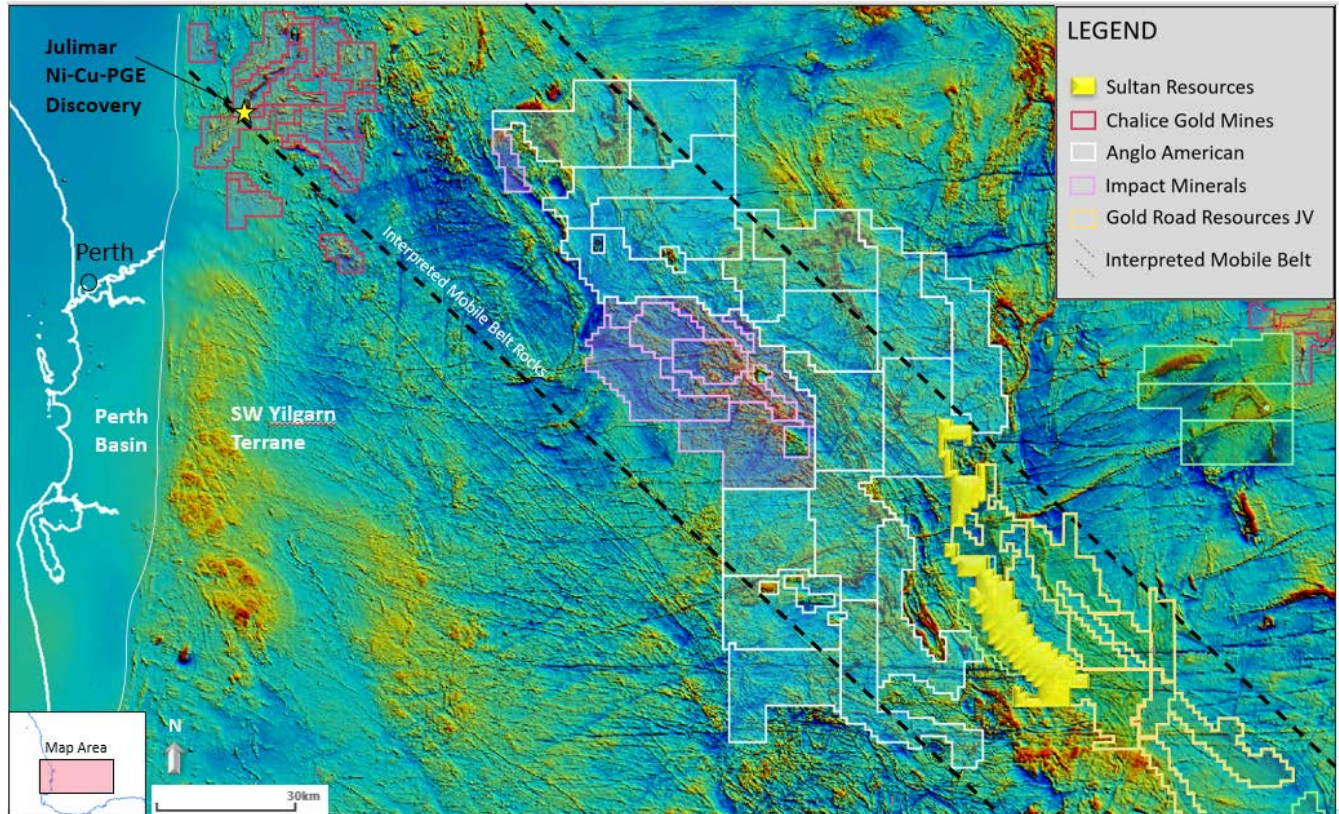 Julimar
Ni-Cu-PGE
Discovery
LEGEND
Sultan Resources
Chalice Gold Mines
Anglo American
Impact Minerals
Gold Road Resources JV
Interpreted Mobile Belt
Perth
Interpreted Mobile Belt Rocks
Perth
Basin
SW Yilgarn
Terrane
Map Area
N
30km